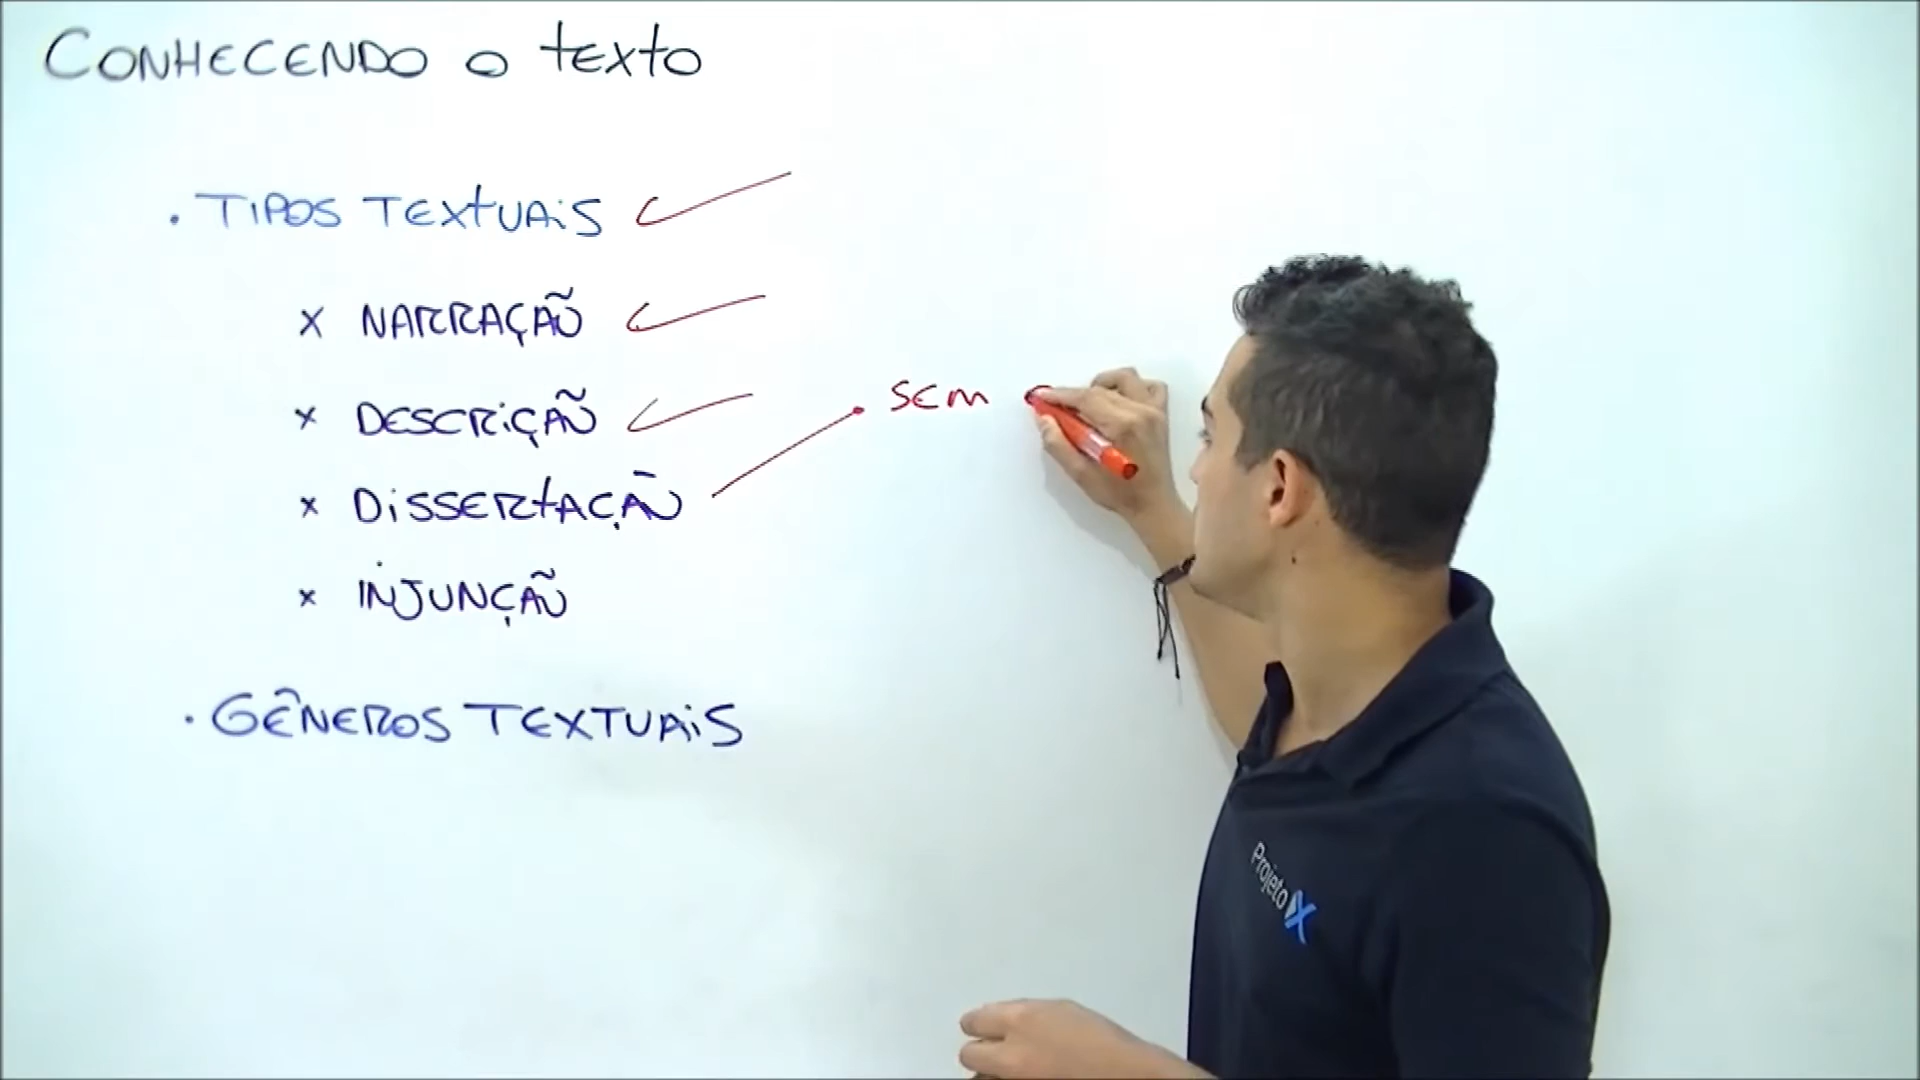 CONHECENDO O TEXTO
. TIPOS TEXTUAIS
x NARRAÇÃO
x DESCRIÇÃO
sem
x DISSERTAÇÃO
x INJUNÇÃO
. GÊNEROS TEXTUAIS
Projeto X